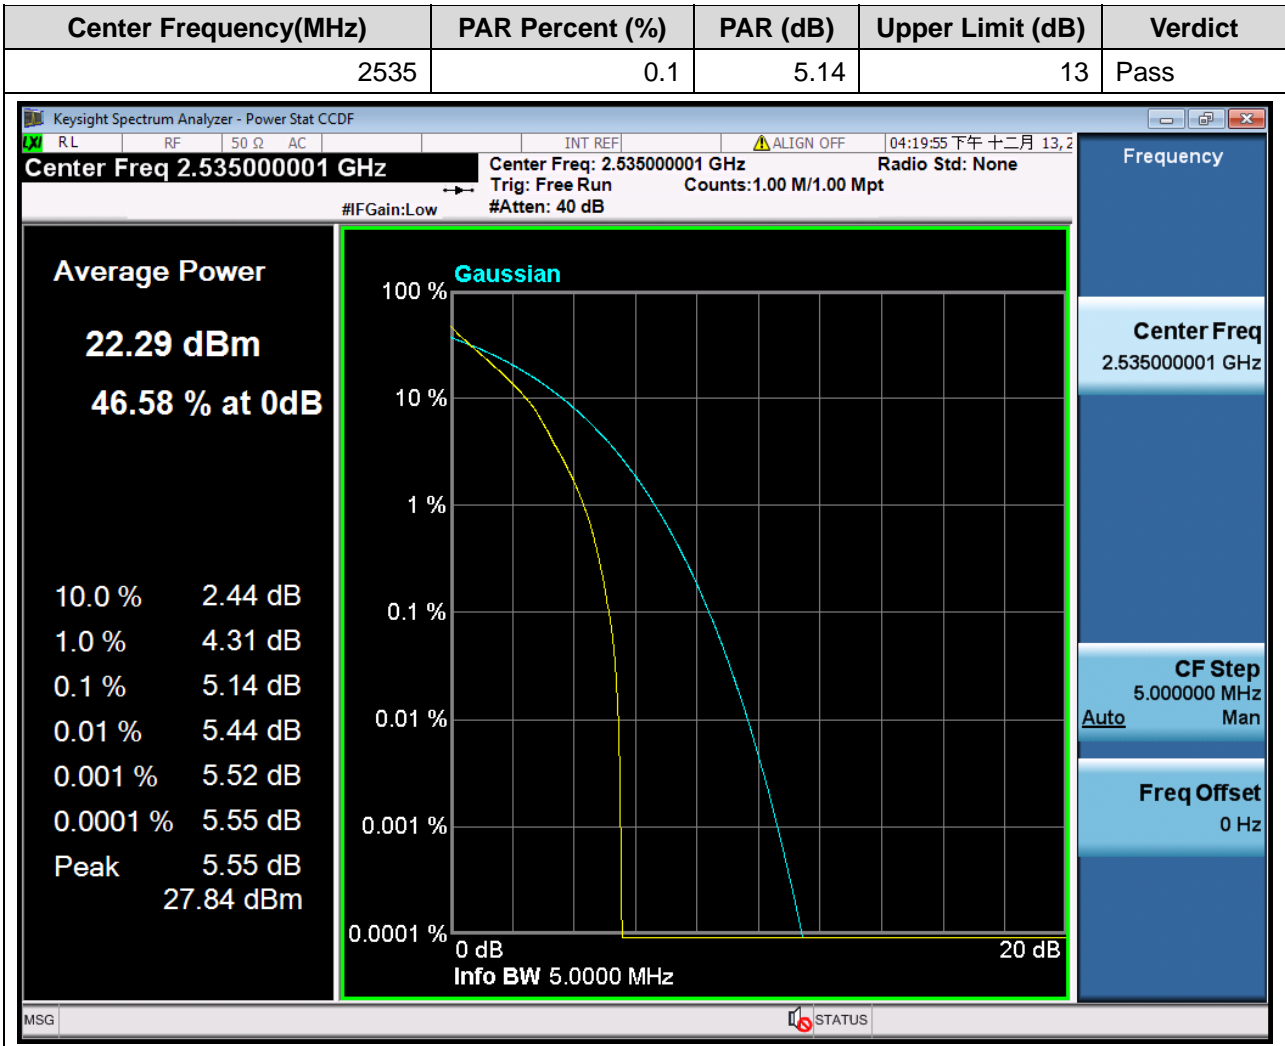 Center Frequency(MHz) PAR Percent (%) PAR (dB) Upper Limit (dB) Verdict
2535 0.1 5.14 13 Pass
Keysight Spectrum Analyzer - Power Stat CCDF
LXI RL RF 50 Ω AC INT REF ALIGN OFF 04:19:55 下午 十二月 13, 2
Center Freq 2.535000001 GHz
#IFGain:Low
Center Freq: 2.535000001 GHz Radio Std: None
Trig: Free Run Counts:1.00 M/1.00 Mpt
#Atten: 40 dB
Average Power
22.29 dBm
46.58 % at 0dB
10.0 % 2.44 dB
1.0 % 4.31 dB
0.1 % 5.14 dB
0.01 % 5.44 dB
0.001 % 5.52 dB
0.0001 % 5.55 dB
Peak 5.55 dB
27.84 dBm
Gaussian
100 %
10 %
1 %
0.1 %
0.01 %
0.001 %
0.0001 %
0 dB 20 dB
Info BW 5.0000 MHz
Frequency
Center Freq
2.535000001 GHz
CF Step
5.000000 MHz
Auto Man
Freq Offset
0 Hz
MSG STATUS